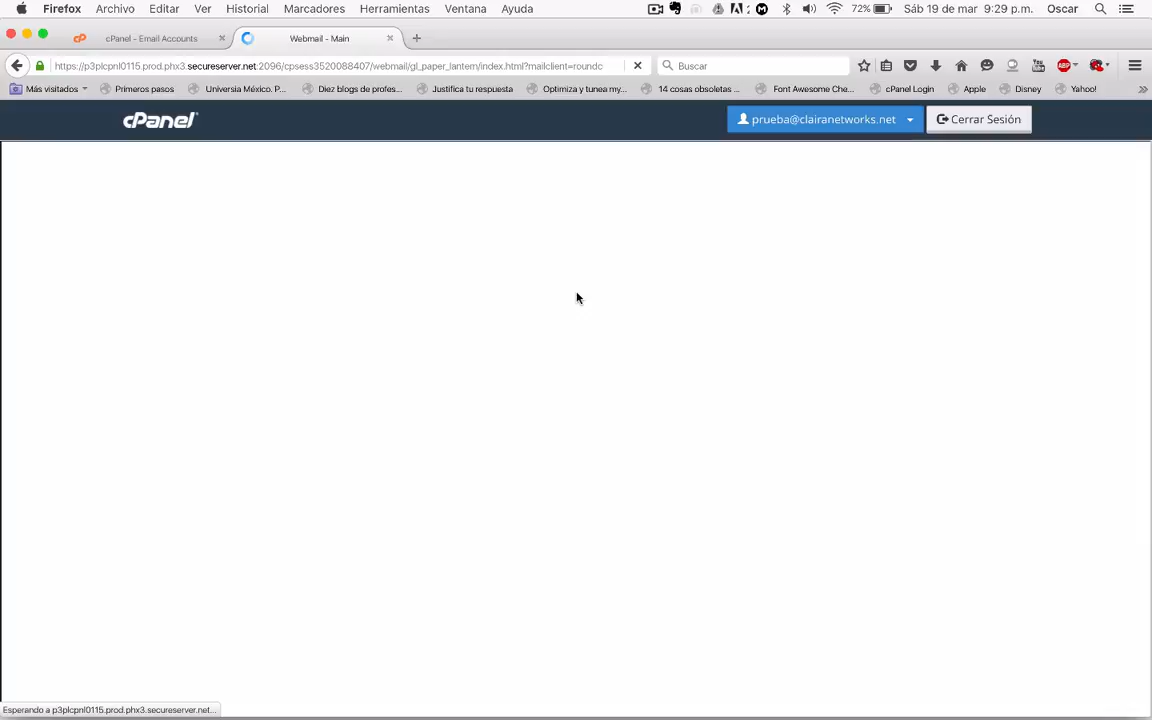 Firefox Archivo Editar Ver Historial Marcadores Herramientas Ventana Ayuda 72% Sáb 19 de mar 9:29 p.m. Oscar
cPanel - Email Accounts Webmail - Main
https://p3plcpnl0115.prod.phx3.secureserver.net:2096/cpsess3520088407/webmail/gl_paper_lantern/index.html?mailclient=roundc Buscar ABP
Más visitados Primeros pasos Universia México. P... Diez blogs de profes... Justifica tu respuesta Optimiza y tunea my... 14 cosas obsoletas ... Font Awesome Che... cPanel Login Apple Disney Yahoo!
cPanel prueba@clairanetworks.net Cerrar Sesión
Esperando a p3plcpnl0115.prod.phx3.secureserver.net...